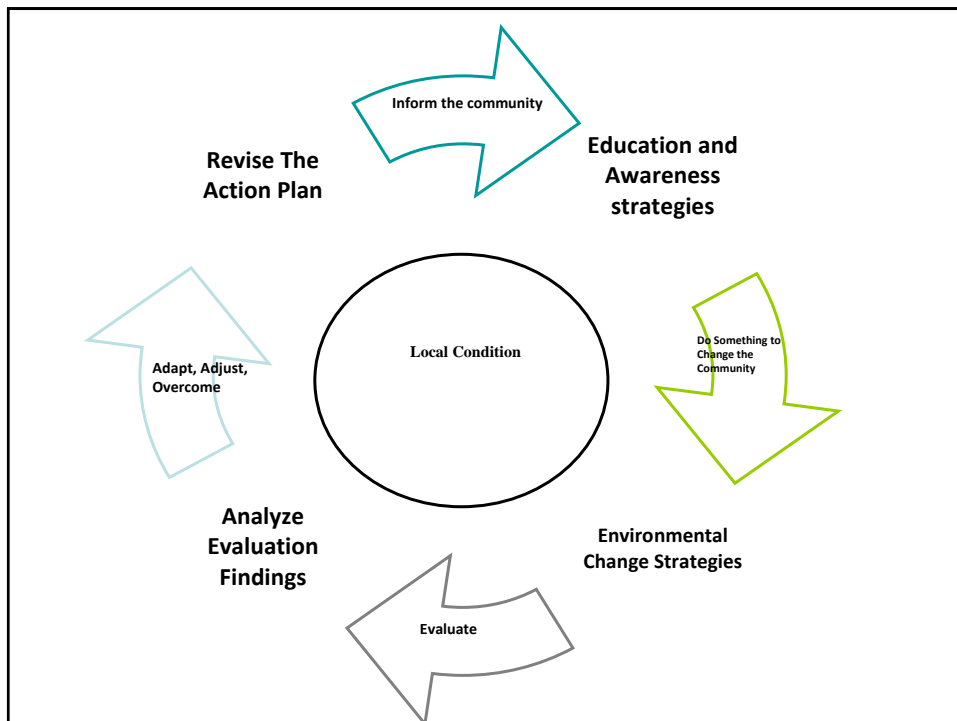 Inform the community
Revise The
Action Plan
Education and
Awareness
strategies
Local Condition
Do Something to
Change the
Community
Adapt, Adjust,
Overcome
Analyze
Evaluation
Findings
Environmental
Change Strategies
Evaluate